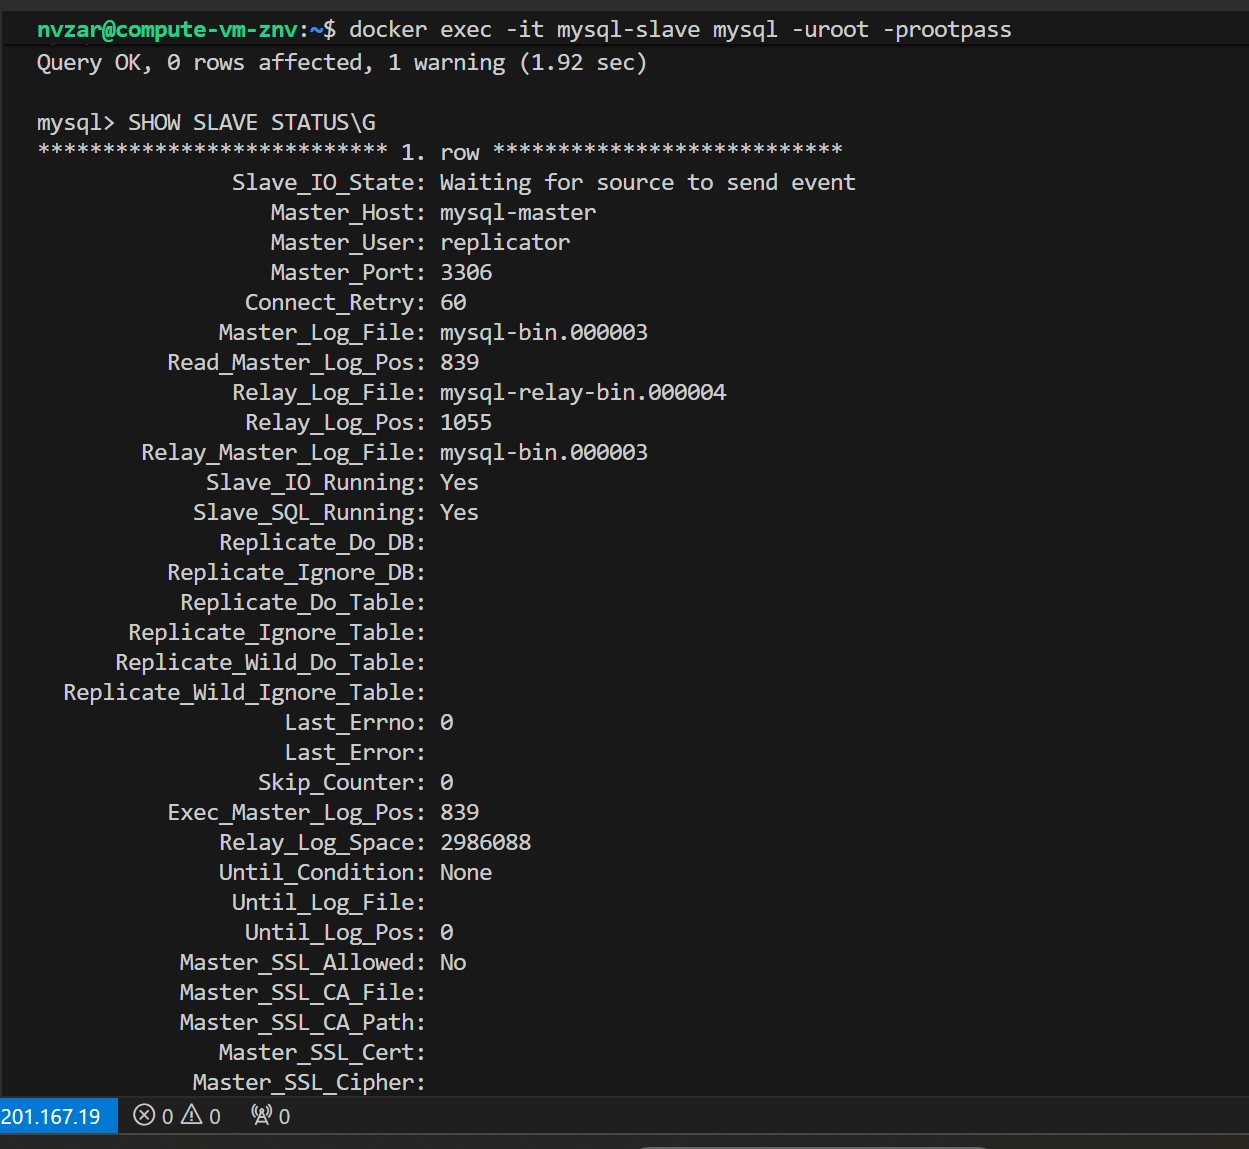 nvzar@compute-vm-znv:~$ docker exec -it mysql-slave mysql -uroot -prootpass
Query OK, 0 rows affected, 1 warning (1.92 sec)
mysql> SHOW SLAVE STATUS\G
*************************** 1. row ***************************
Slave_IO_State: Waiting for source to send event
Master_Host: mysql-master
Master_User: replicator
Master_Port: 3306
Connect_Retry: 60
Master_Log_File: mysql-bin.000003
Read_Master_Log_Pos: 839
Relay_Log_File: mysql-relay-bin.000004
Relay_Log_Pos: 1055
Relay_Master_Log_File: mysql-bin.000003
Slave_IO_Running: Yes
Slave_SQL_Running: Yes
Replicate_Do_DB:
Replicate_Ignore_DB:
Replicate_Do_Table:
Replicate_Ignore_Table:
Replicate_Wild_Do_Table:
Replicate_Wild_Ignore_Table:
Last_Errno: 0
Last_Error:
Skip_Counter: 0
Exec_Master_Log_Pos: 839
Relay_Log_Space: 2986088
Until_Condition: None
Until_Log_File:
Until_Log_Pos: 0
Master_SSL_Allowed: No
Master_SSL_CA_File:
Master_SSL_CA_Path:
Master_SSL_Cert:
Master_SSL_Cipher:
201.167.19 0 0 0